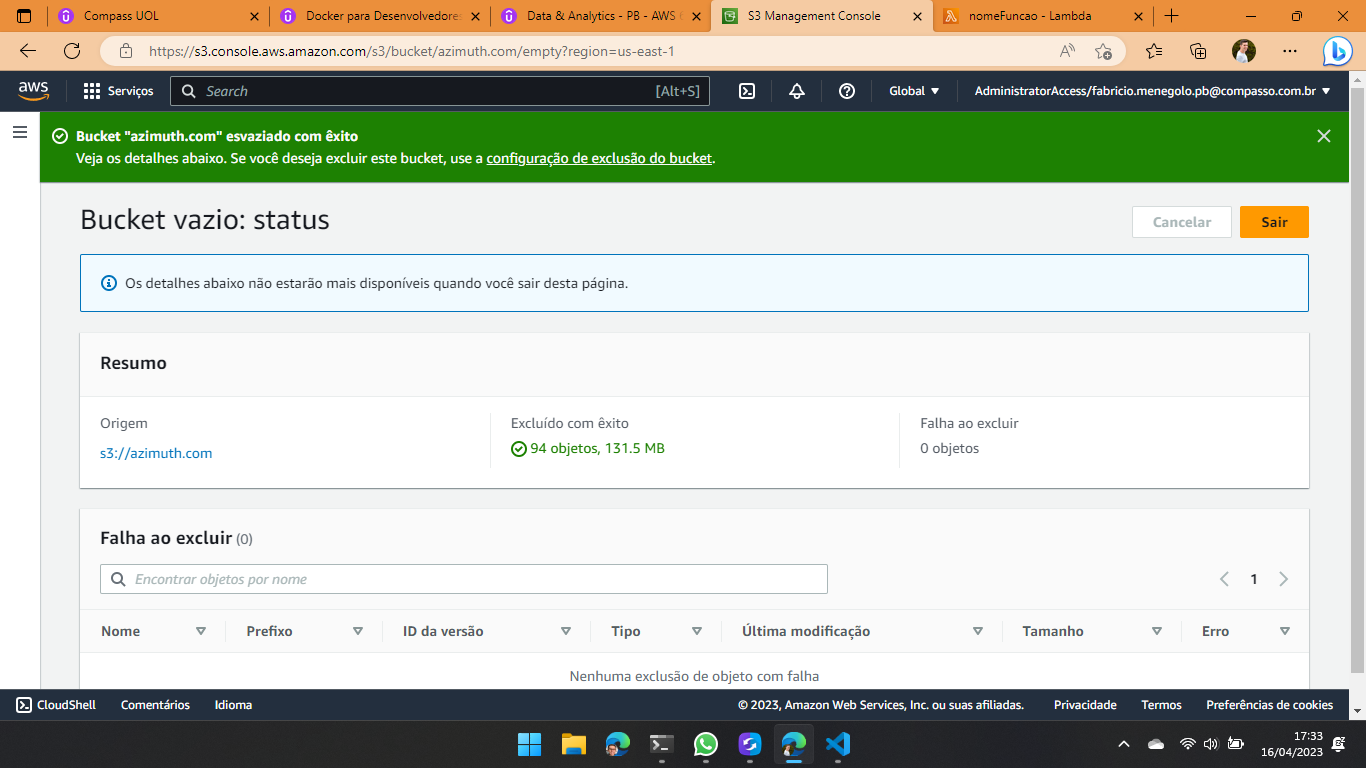 Compass UOL
Docker para Desenvolvedores
Data & Analytics - PB - AWS
S3 Management Console
nomeFuncao - Lambda
https://s3.console.aws.amazon.com/s3/bucket/azimuth.com/empty?region=us-east-1
aws
Serviços
Search
[Alt+S]
Global
AdministratorAccess/fabricio.menegolo.pb@compasso.com.br
Bucket "azimuth.com" esvaziado com êxito
Veja os detalhes abaixo. Se você deseja excluir este bucket, use a configuração de exclusão do bucket.
Bucket vazio: status
Cancelar
Sair
Os detalhes abaixo não estarão mais disponíveis quando você sair desta página.
Resumo
Origem
s3://azimuth.com
Excluído com êxito
94 objetos, 131.5 MB
Falha ao excluir
0 objetos
Falha ao excluir (0)
Encontrar objetos por nome
1
Nome
Prefixo
ID da versão
Tipo
Última modificação
Tamanho
Erro
Nenhuma exclusão de objeto com falha
CloudShell
Comentários
Idioma
© 2023, Amazon Web Services, Inc. ou suas afiliadas.
Privacidade
Termos
Preferências de cookies
17:33
16/04/2023